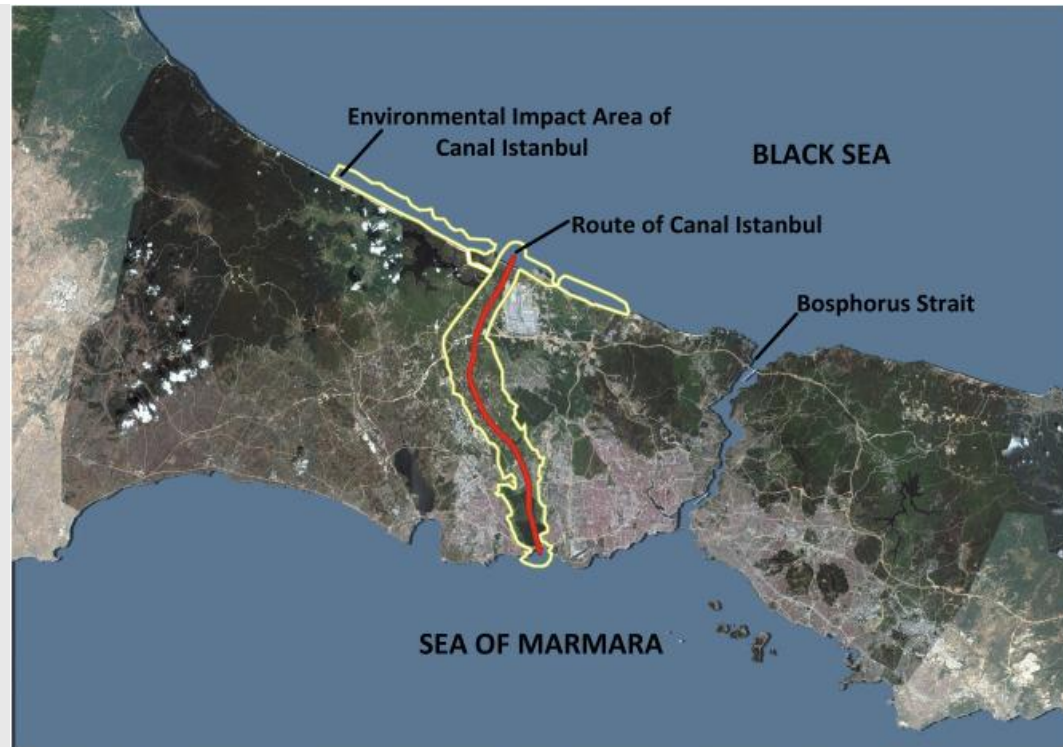 Environmental Impact Area of
Canal Istanbul
BLACK SEA
Route of Canal Istanbul
Bosphorus Strait
SEA OF MARMARA